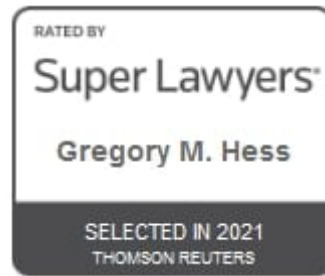 RATED BY
Super Lawyers
Gregory M. Hess
SELECTED IN 2021
THOMSON REUTERS